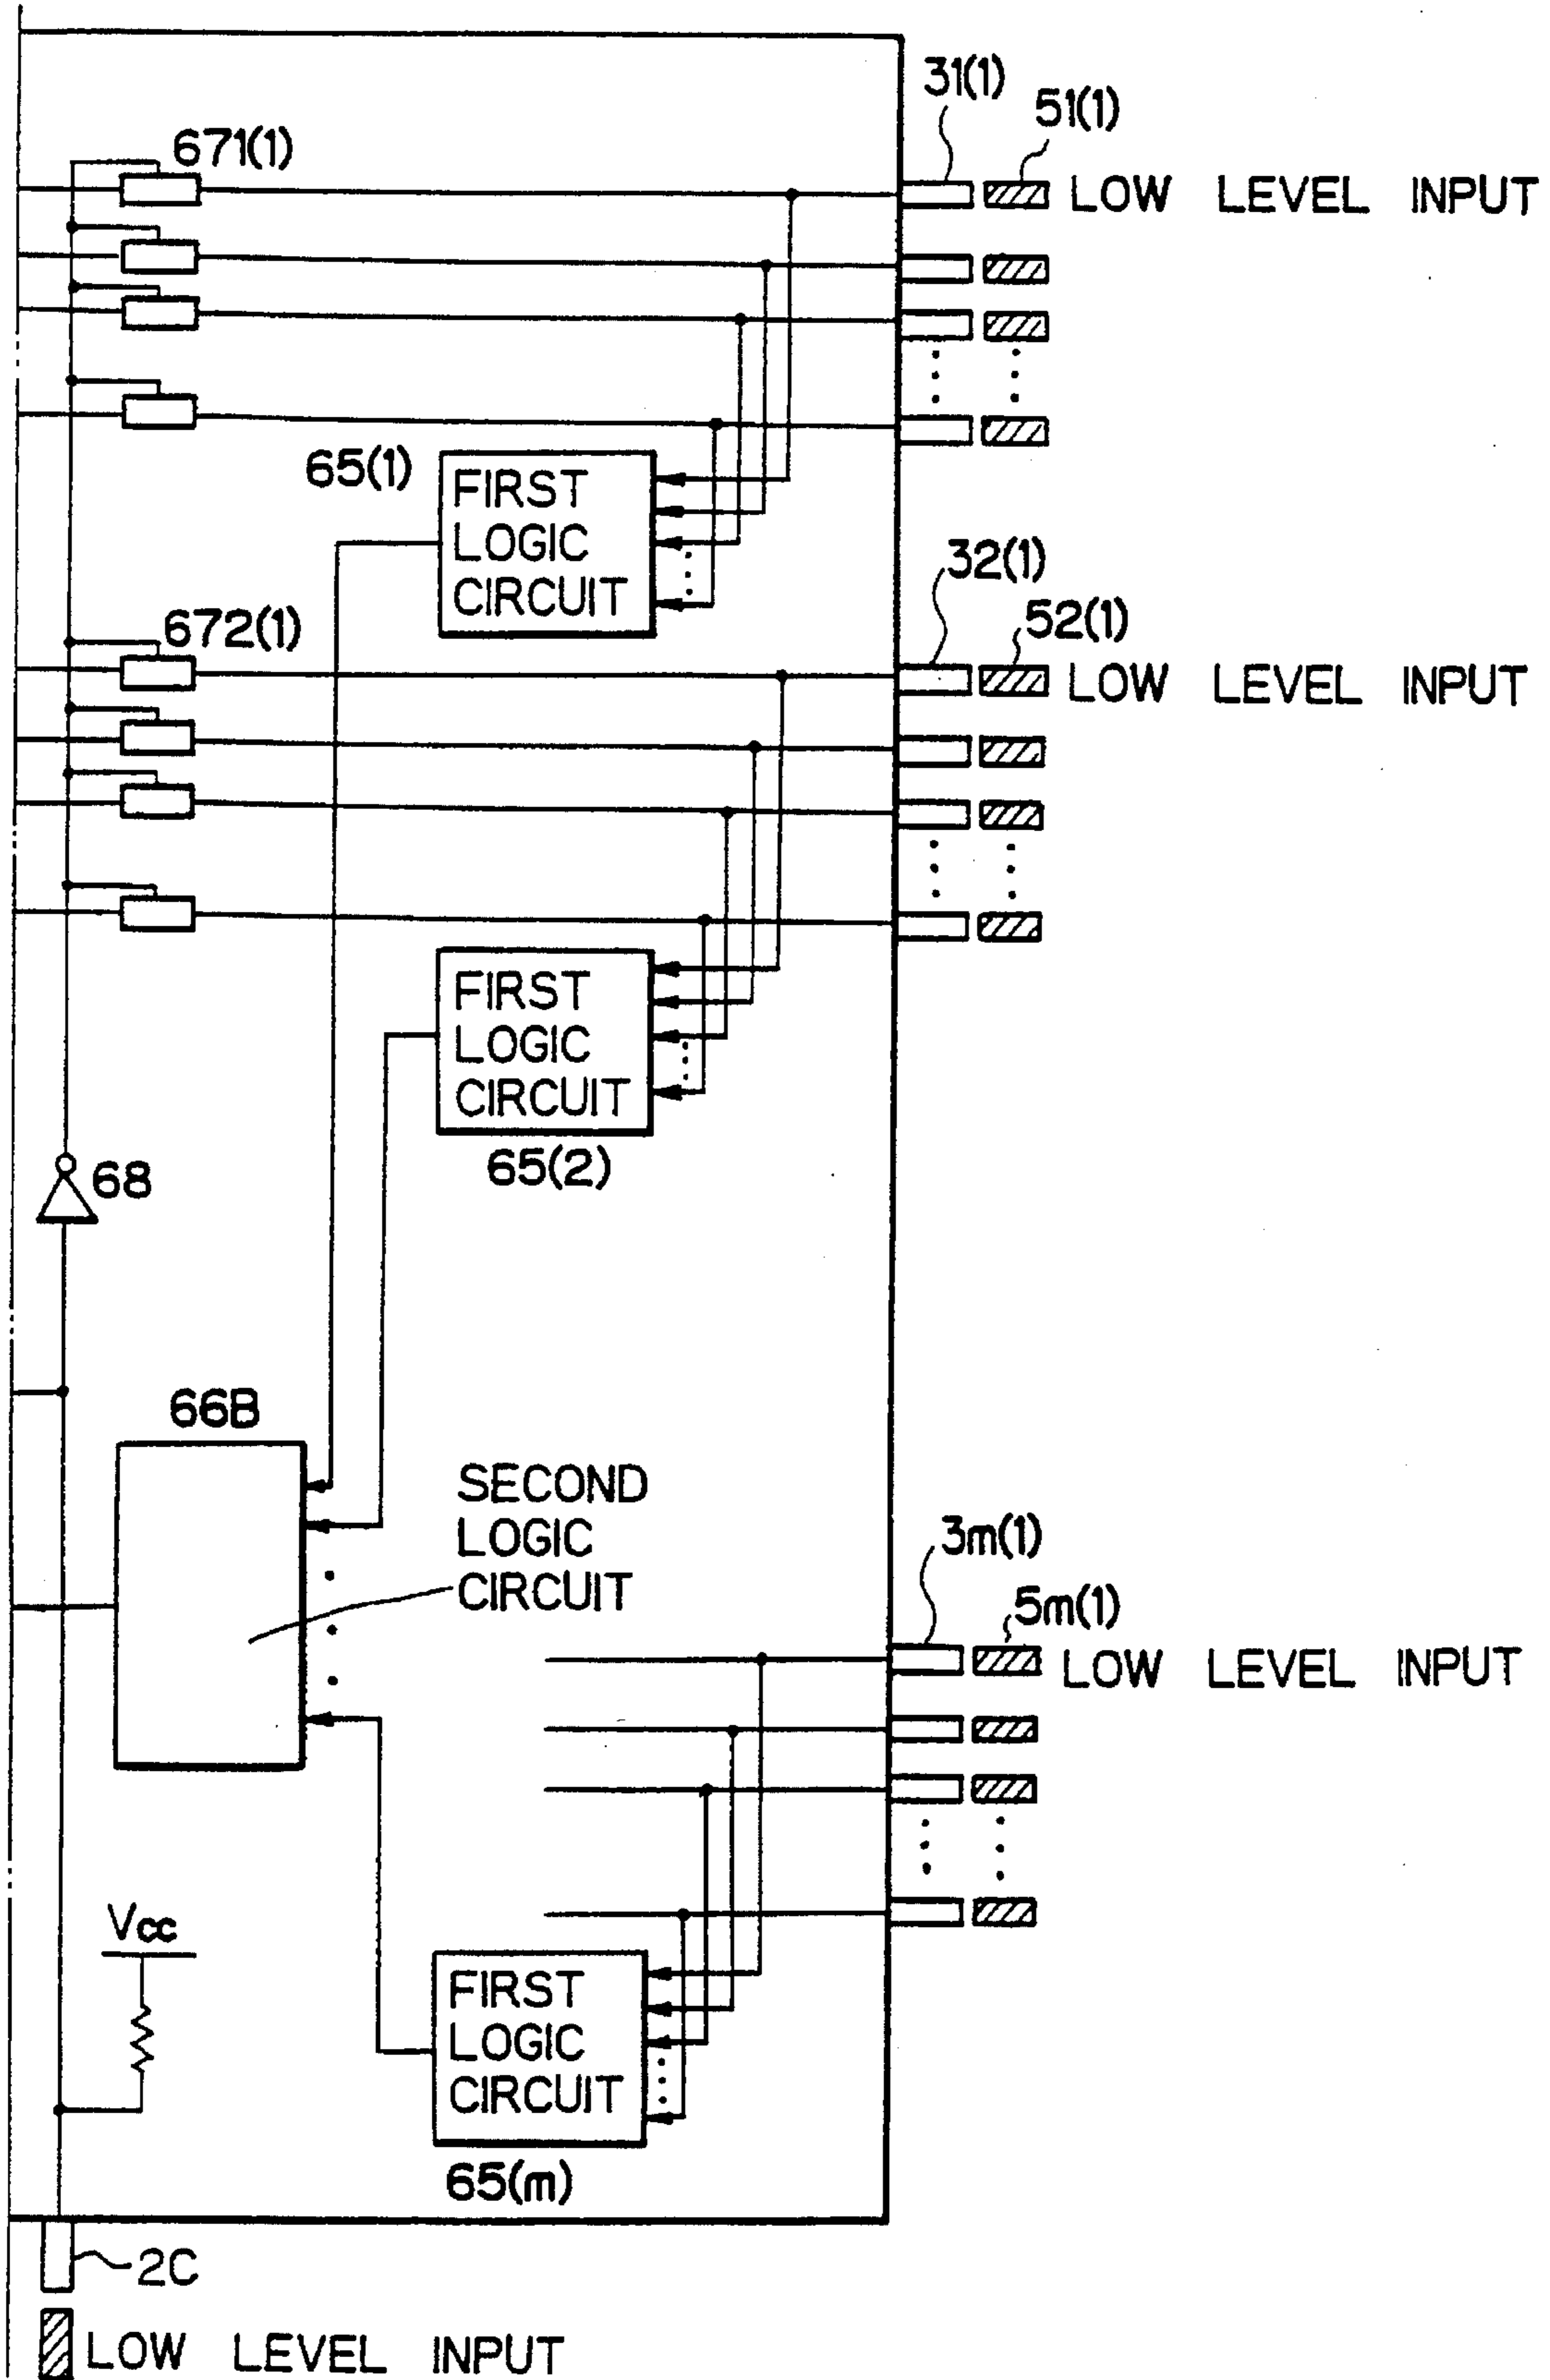 31(1)
51(1)
671(1)
LOW LEVEL INPUT
65(1)
FIRST
LOGIC
CIRCUIT
32(1)
52(1)
672(1)
LOW LEVEL INPUT
FIRST
LOGIC
CIRCUIT
65(2)
68
66B
SECOND
LOGIC
CIRCUIT
3m(1)
5m(1)
LOW LEVEL INPUT
Vcc
FIRST
LOGIC
CIRCUIT
65(m)
2C
LOW LEVEL INPUT